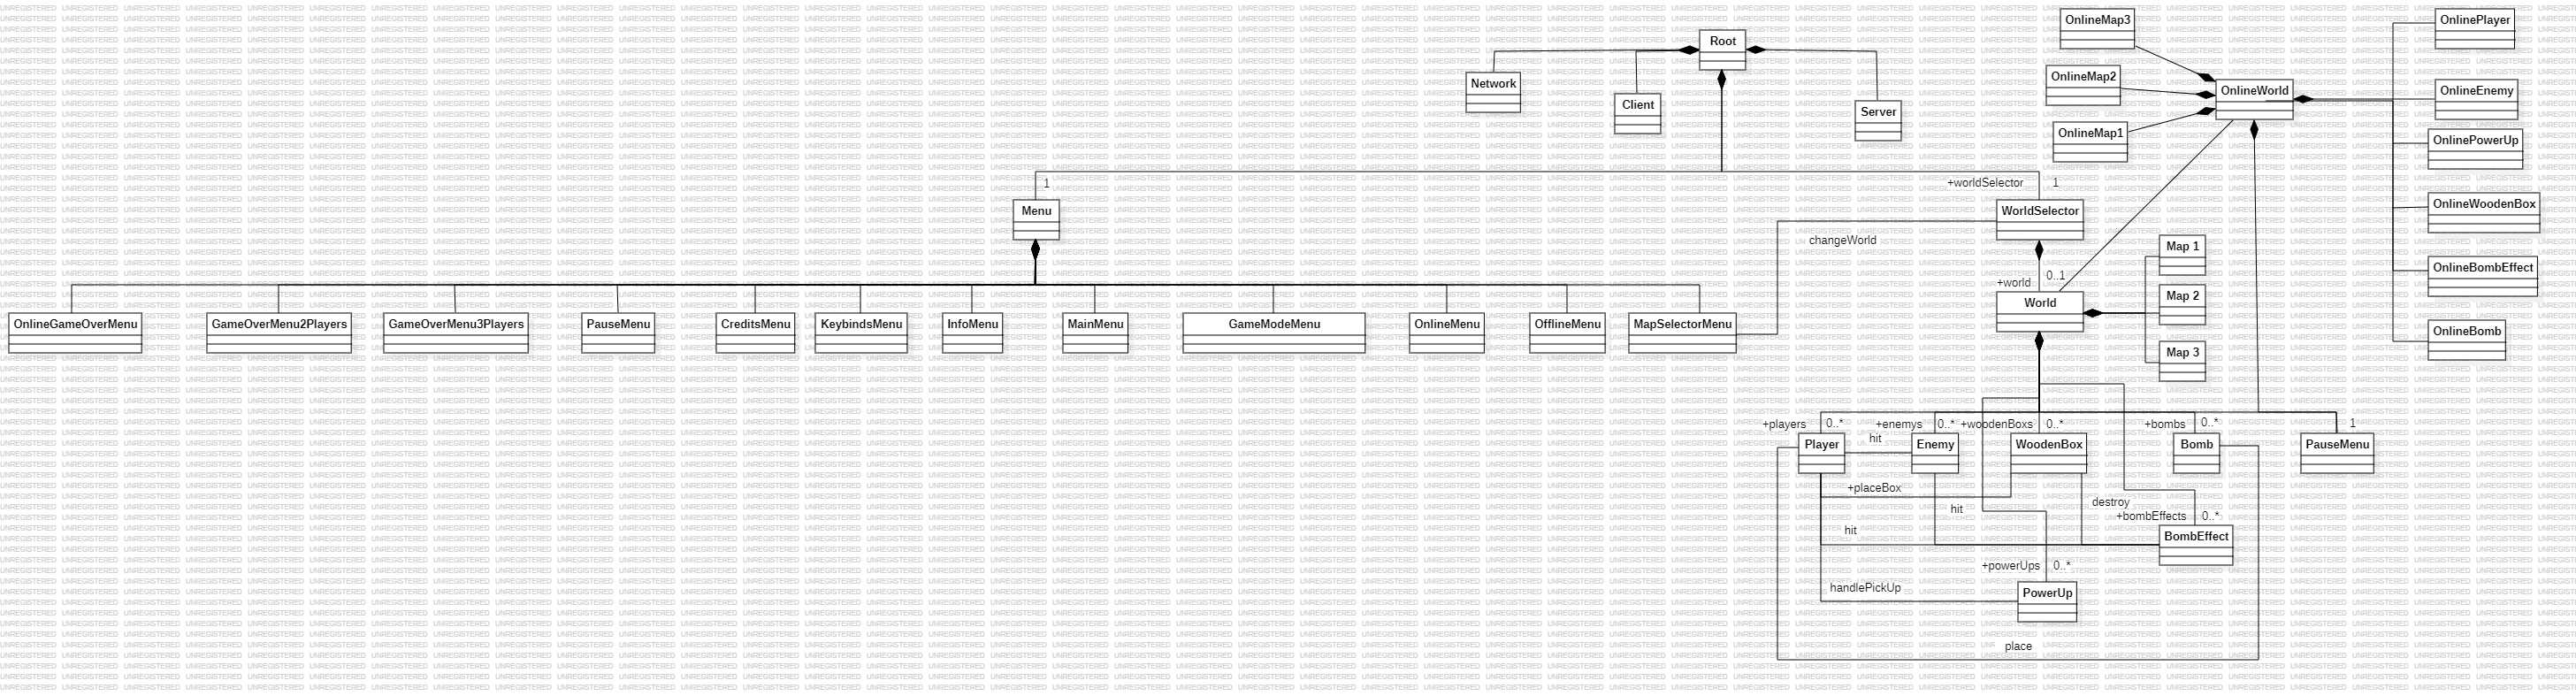 OnlineMap3
OnlinePlayer
Root
OnlineMap2
Network
OnlineWorld
OnlineEnemy
Client
Server
OnlineMap1
OnlinePowerUp
1
+worldSelector 1
Menu
WorldSelector
OnlineWoodenBox
changeWorld
Map 1
OnlineBombEffect
+world 0..1
World
Map 2
OnlineGameOverMenu
GameOverMenu2Players
GameOverMenu3Players
PauseMenu
CreditsMenu
KeybindsMenu
InfoMenu
MainMenu
GameModeMenu
OnlineMenu
OfflineMenu
MapSelectorMenu
OnlineBomb
Map 3
+players 0..*
+enemys 0..*
+woodenBoxs 0..*
+bombs 0..*
1
hit
Player
Enemy
WoodenBox
Bomb
PauseMenu
+placeBox
hit
destroy
+bombEffects 0..*
hit
BombEffect
+powerUps 0..*
handlePickUp
PowerUp
place
UNREGISTERED